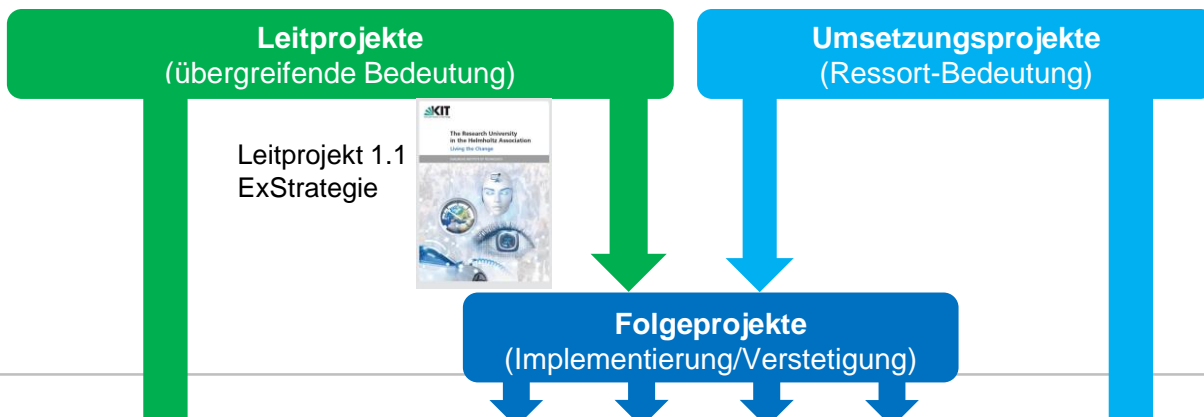 Leitprojekte
(übergreifende Bedeutung)
Umsetzungsprojekte
(Ressort-Bedeutung)
KIT
The Research University
in the Helmholtz Association
Living the Change
Leitprojekt 1.1
ExStrategie
Folgeprojekte
(Implementierung/Verstetigung)